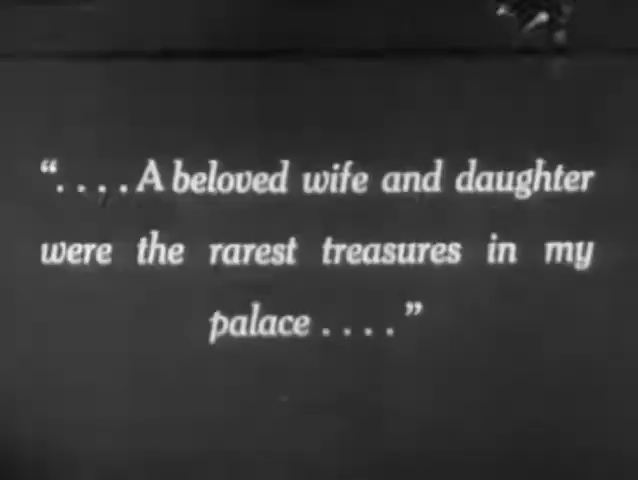 “. . . . A beloved wife and daughter
were the rarest treasures in my
palace . . . .”